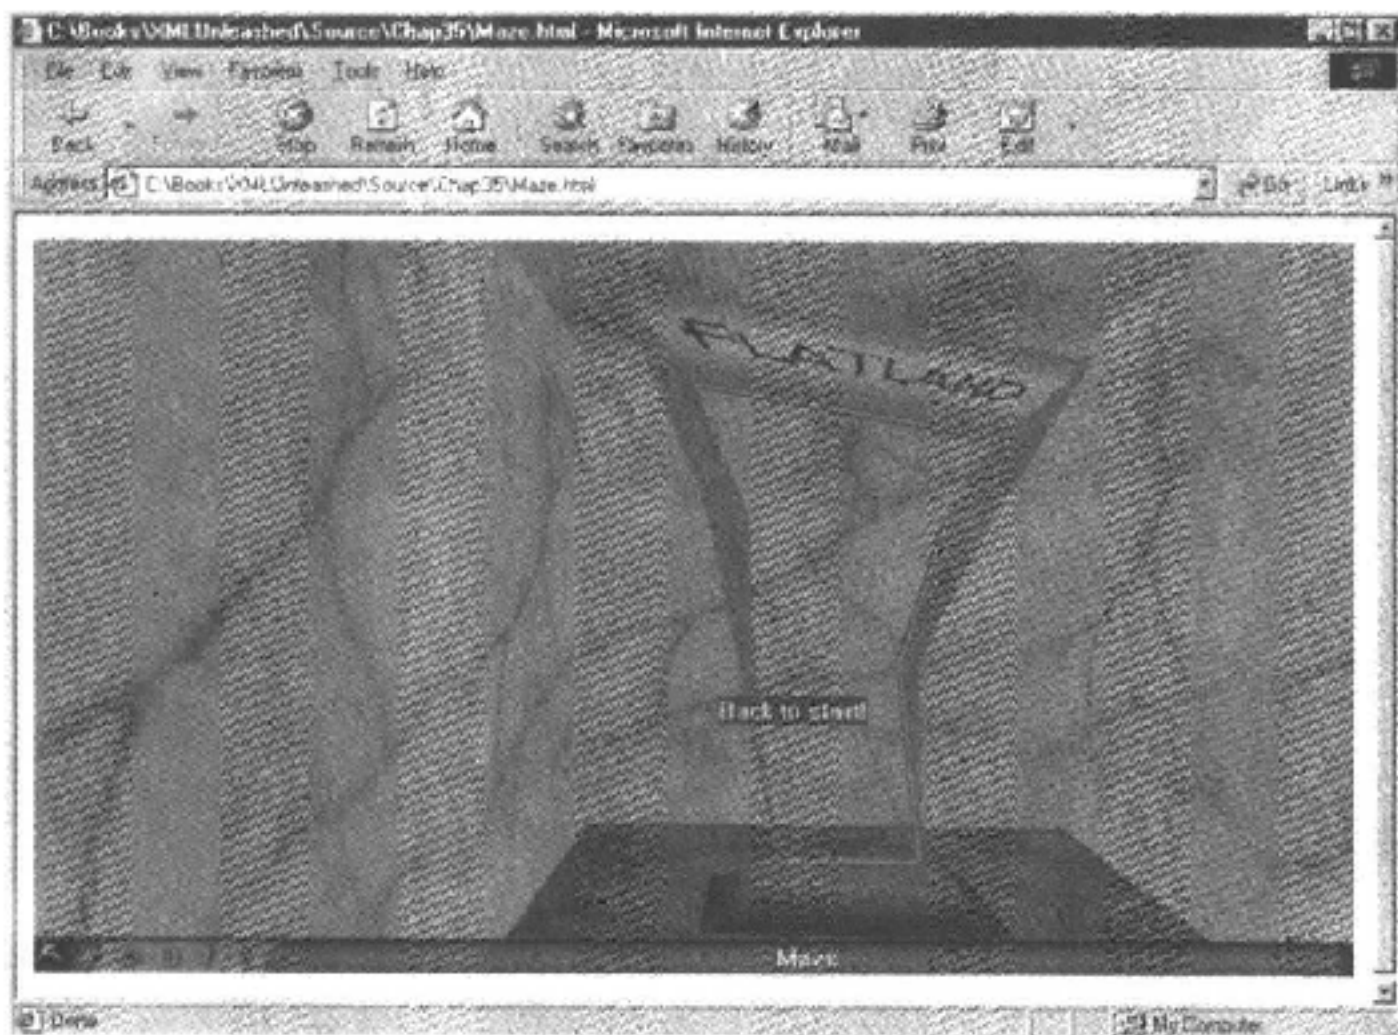 C:\Books\XMLUnleashed\Source\Chap35\Maze.html - Microsoft Internet Explorer
File Edit View Favorites Tools Help
Back Forward Stop Refresh Home Search Favorites History Mail Print Edit
Address C:\Books\XMLUnleashed\Source\Chap35\Maze.html Go Links
FLATLAND
Back to start!
Maze
Done My Computer